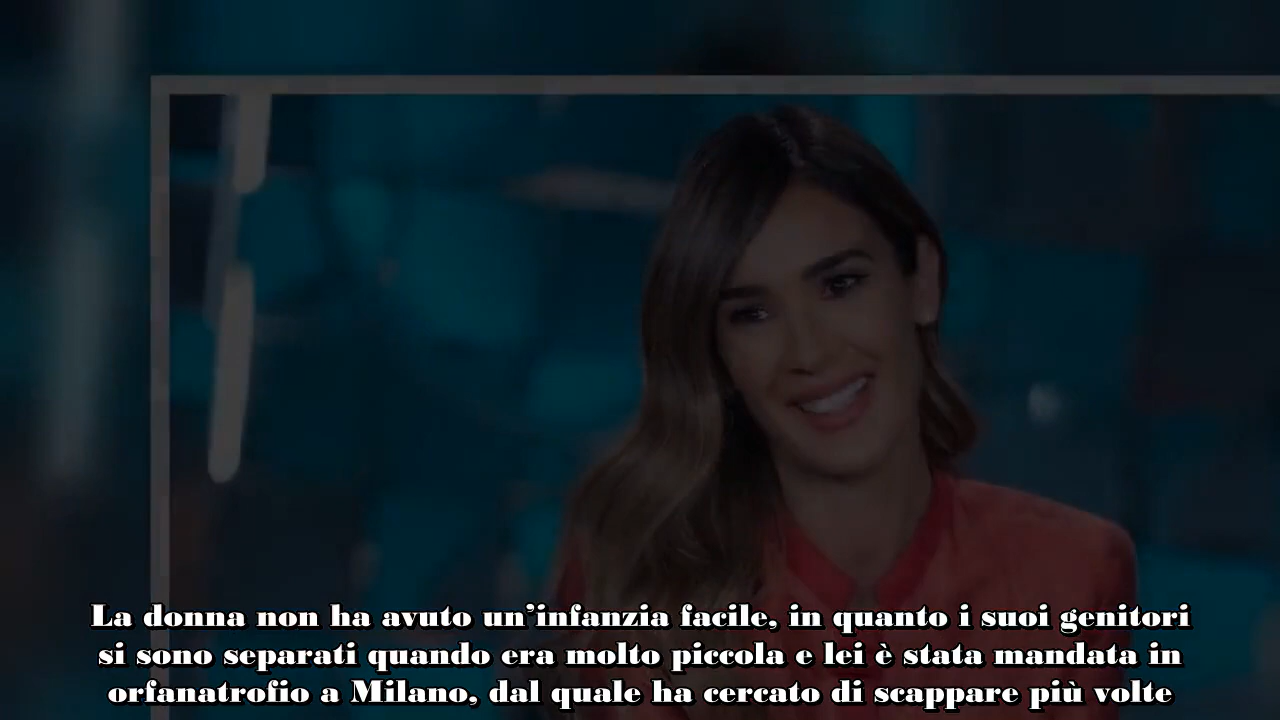 La donna non ha avuto un’infanzia facile, in quanto i suoi genitori
si sono separati quando era molto piccola e lei è stata mandata in
orfanatrofio a Milano, dal quale ha cercato di scappare più volte